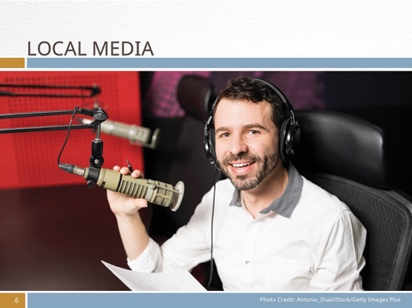 LOCAL MEDIA
6
Photo Credit: Antonio_Diaz/iStock/Getty Images Plus